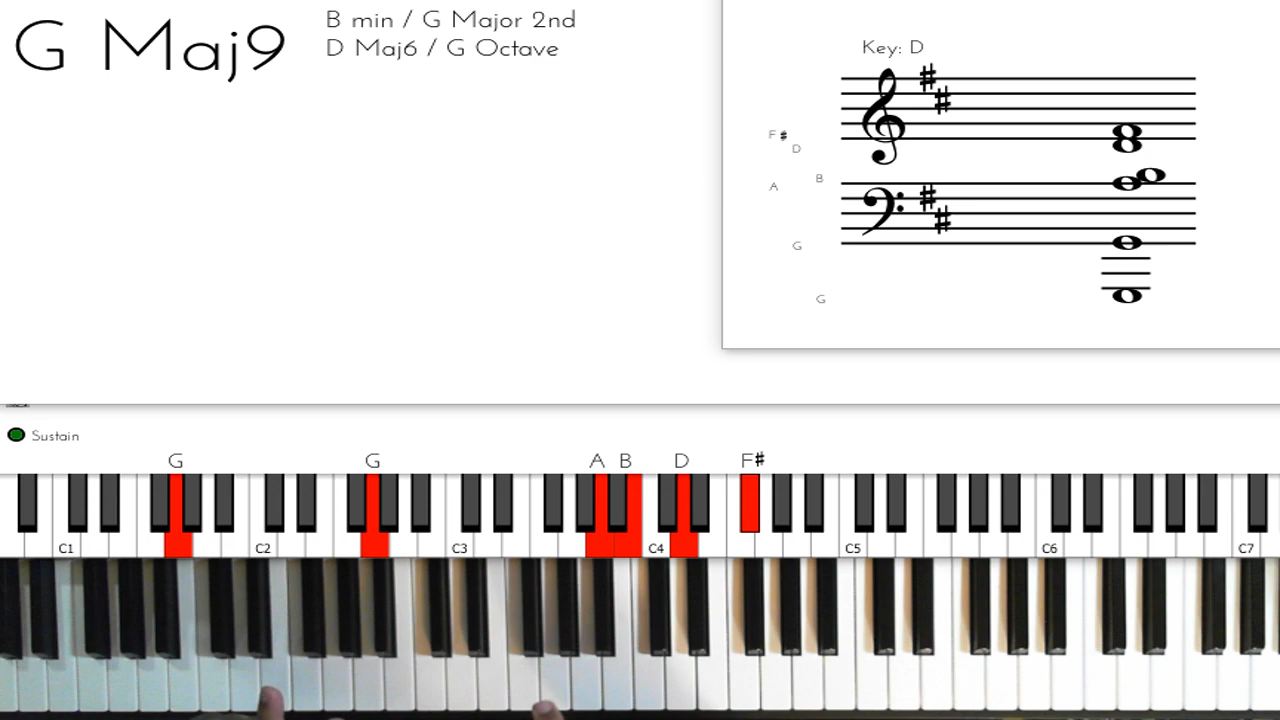 G Maj9
B min / G Major 2nd
D Maj6 / G Octave
Key: D
F#
D
B
A
G
G
Sustain
G G A B D F#
C1 C2 C3 C4 C5 C6 C7